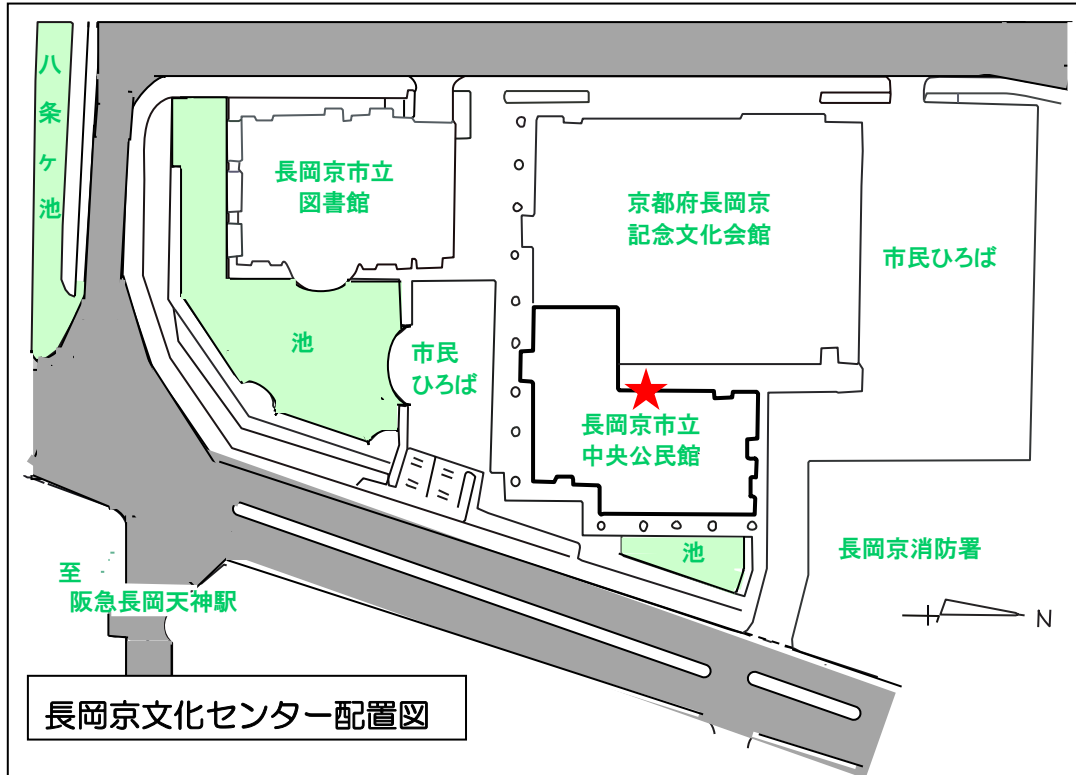 八条ヶ池
長岡京市立
図書館
京都府長岡京
記念文化会館
市民ひろば
池
市民
ひろば
長岡京市立
中央公民館
池
長岡京消防署
至
阪急長岡天神駅
N
長岡京文化センター配置図